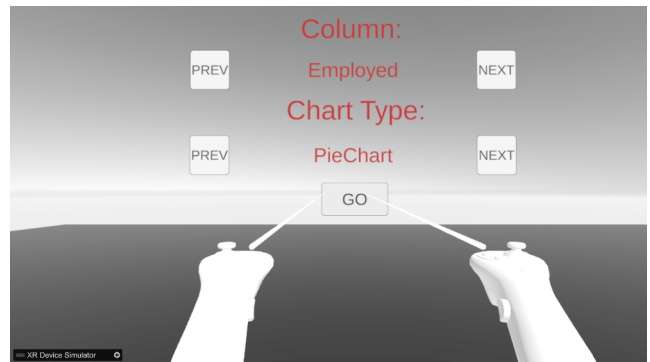 Column:
PREV Employed NEXT
Chart Type:
PREV PieChart NEXT
GO
XR Device Simulator